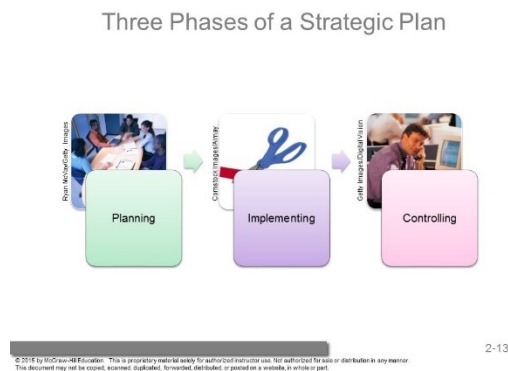 Three Phases of a Strategic Plan
Ryan McVay/Getty Images
Planning
Comstock Images/Alamy
Implementing
Getty Images/Digital Vision
Controlling
2-13
© 2015 by McGraw-Hill Education. This is proprietary material solely for authorized instructor use. Not authorized for sale or distribution in any manner.
This document may not be copied, scanned, duplicated, forwarded, distributed, or posted on a website, in whole or part.